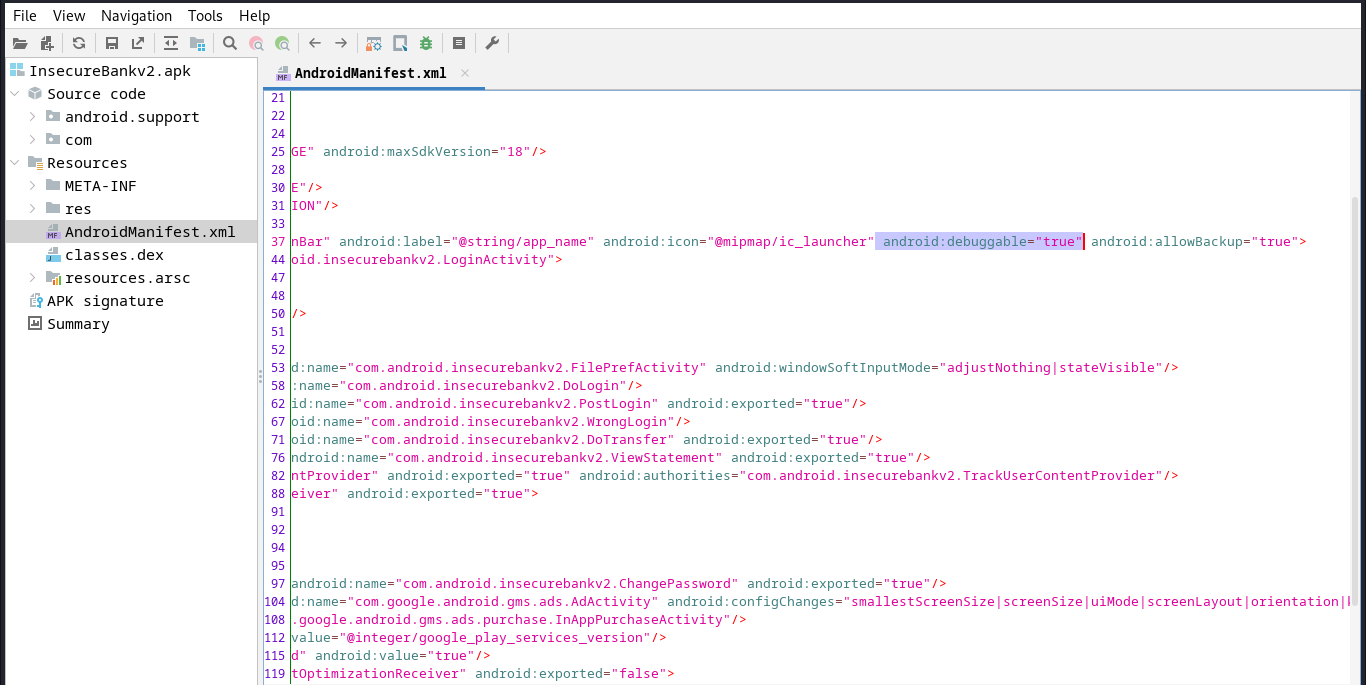 File View Navigation Tools Help
InsecureBankv2.apk
Source code
android.support
com
Resources
META-INF
res
AndroidManifest.xml
classes.dex
resources.arsc
APK signature
Summary
AndroidManifest.xml
21
22
24
25 GE" android:maxSdkVersion="18"/>
28
30 E"/>
31 ION"/>
33
37 nBar" android:label="@string/app_name" android:icon="@mipmap/ic_launcher" android:debuggable="true" android:allowBackup="true">
44 oid.insecurebankv2.LoginActivity">
47
48
50 />
51
52
53 d:name="com.android.insecurebankv2.FilePrefActivity" android:windowSoftInputMode="adjustNothing|stateVisible"/>
58 :name="com.android.insecurebankv2.DoLogin"/>
62 id:name="com.android.insecurebankv2.PostLogin" android:exported="true"/>
67 oid:name="com.android.insecurebankv2.WrongLogin"/>
71 oid:name="com.android.insecurebankv2.DoTransfer" android:exported="true"/>
76 ndroid:name="com.android.insecurebankv2.ViewStatement" android:exported="true"/>
82 ntProvider" android:exported="true" android:authorities="com.android.insecurebankv2.TrackUserContentProvider"/>
88 eiver" android:exported="true">
91
92
94
95
97 android:name="com.android.insecurebankv2.ChangePassword" android:exported="true"/>
104 d:name="com.google.android.gms.ads.AdActivity" android:configChanges="smallestScreenSize|screenSize|uiMode|screenLayout|orientation|
108 .google.android.gms.ads.purchase.InAppPurchaseActivity"/>
112 value="@integer/google_play_services_version"/>
115 d" android:value="true"/>
119 tOptimizationReceiver" android:exported="false">